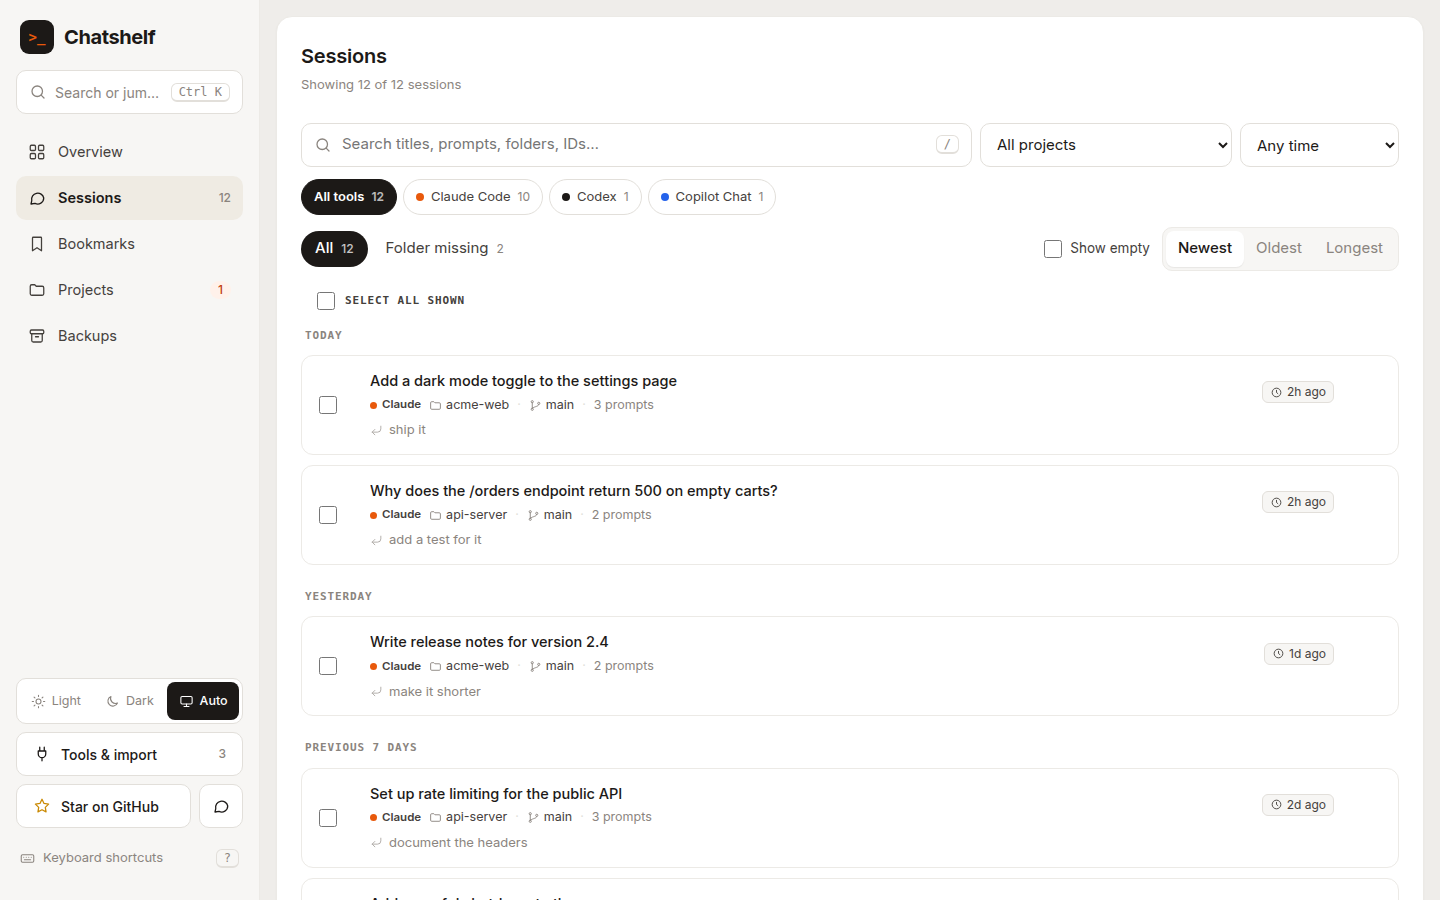 >_ Chatshelf
Search or jum... Ctrl K
Overview
Sessions 12
Bookmarks
Projects 1
Backups
Light Dark Auto
Tools & import 3
Star on GitHub
Keyboard shortcuts ?
Sessions
Showing 12 of 12 sessions
Search titles, prompts, folders, IDs... / All projects Any time
All tools 12 Claude Code 10 Codex 1 Copilot Chat 1
All 12 Folder missing 2 Show empty Newest Oldest Longest
SELECT ALL SHOWN
TODAY
Add a dark mode toggle to the settings page
Claude acme-web · main · 3 prompts 2h ago
ship it
Why does the /orders endpoint return 500 on empty carts?
Claude api-server · main · 2 prompts 2h ago
add a test for it
YESTERDAY
Write release notes for version 2.4
Claude acme-web · main · 2 prompts 1d ago
make it shorter
PREVIOUS 7 DAYS
Set up rate limiting for the public API
Claude api-server · main · 3 prompts 2d ago
document the headers